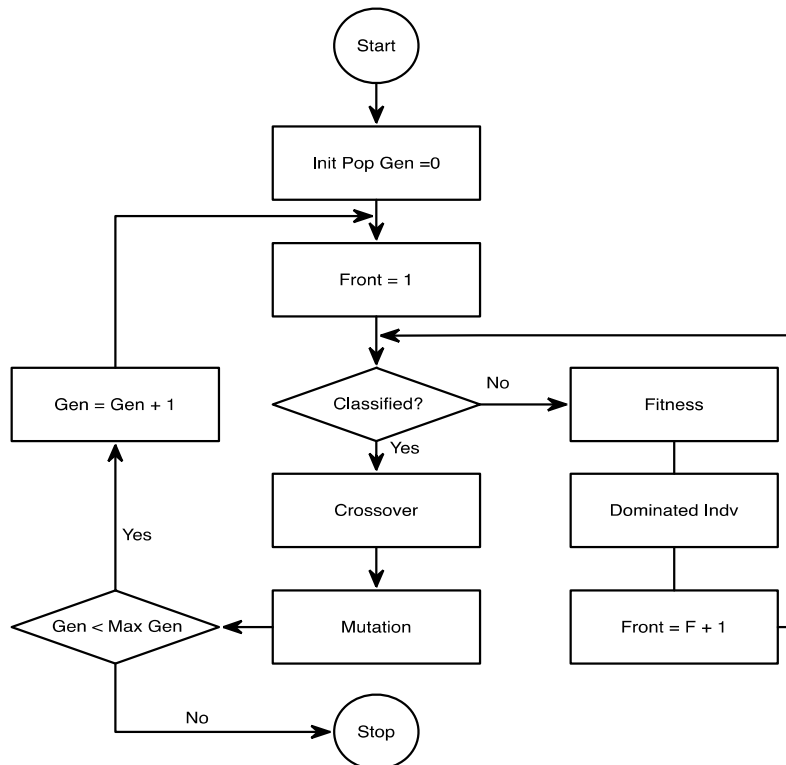 Start
Init Pop Gen =0
Front = 1
Gen = Gen + 1
Classified?
No
Fitness
Yes
Crossover
Dominated Indv
Yes
Gen < Max Gen
Mutation
Front = F + 1
No
Stop